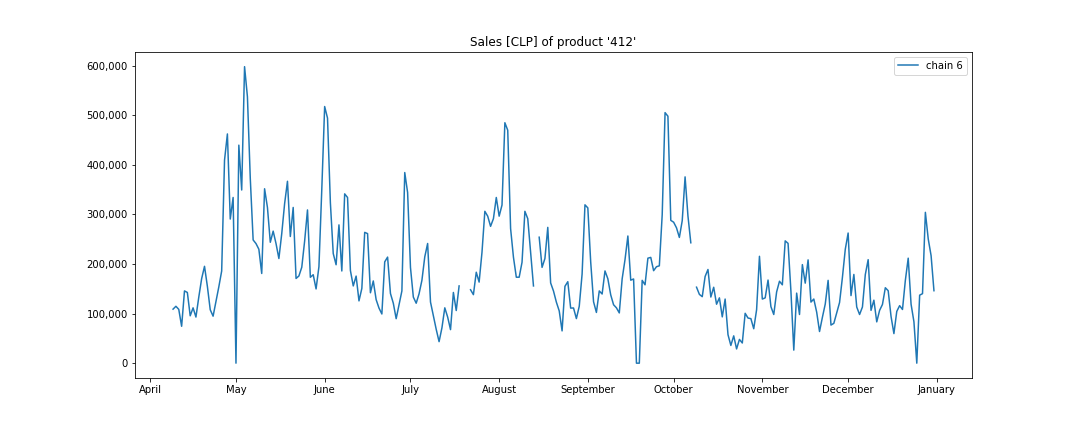 Sales [CLP] of product '412'
chain 6
600,000
500,000
400,000
300,000
200,000
100,000
0
April May June July August September October November December January